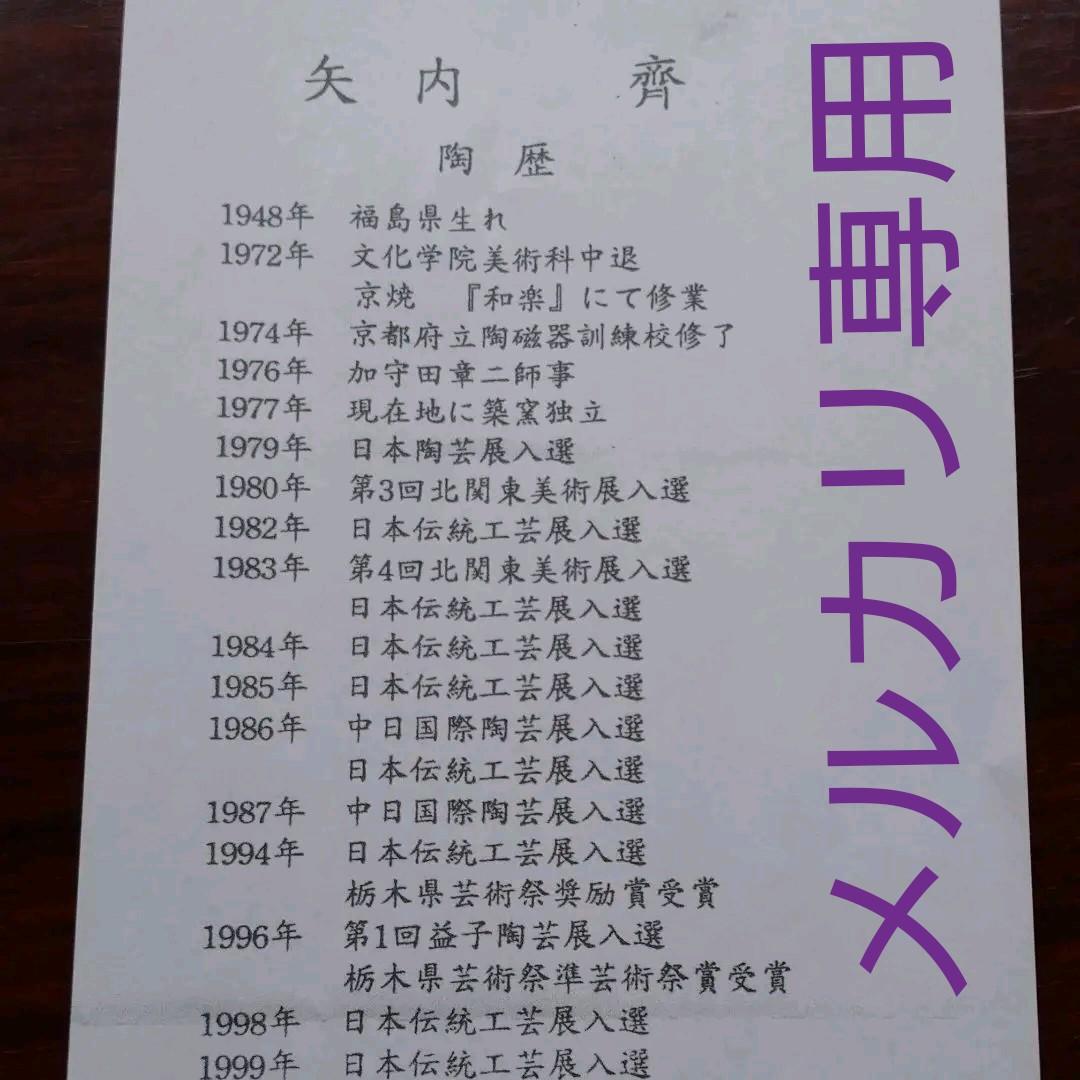 矢内 齊
陶歴
1948年 福島県生れ
1972年 文化学院美術科中退
京焼 『和楽』にて修業
1974年 京都府立陶磁器訓練校修了
1976年 加守田章二師事
1977年 現在地に築窯独立
1979年 日本陶芸展入選
1980年 第3回北関東美術展入選
1982年 日本伝統工芸展入選
1983年 第4回北関東美術展入選
日本伝統工芸展入選
1984年 日本伝統工芸展入選
1985年 日本伝統工芸展入選
1986年 中日国際陶芸展入選
日本伝統工芸展入選
1987年 中日国際陶芸展入選
1994年 日本伝統工芸展入選
栃木県芸術祭奨励賞受賞
1996年 第1回益子陶芸展入選
栃木県芸術祭準芸術祭賞受賞
1998年 日本伝統工芸展入選
1999年 日本伝統工芸展入選
メルカリ専用